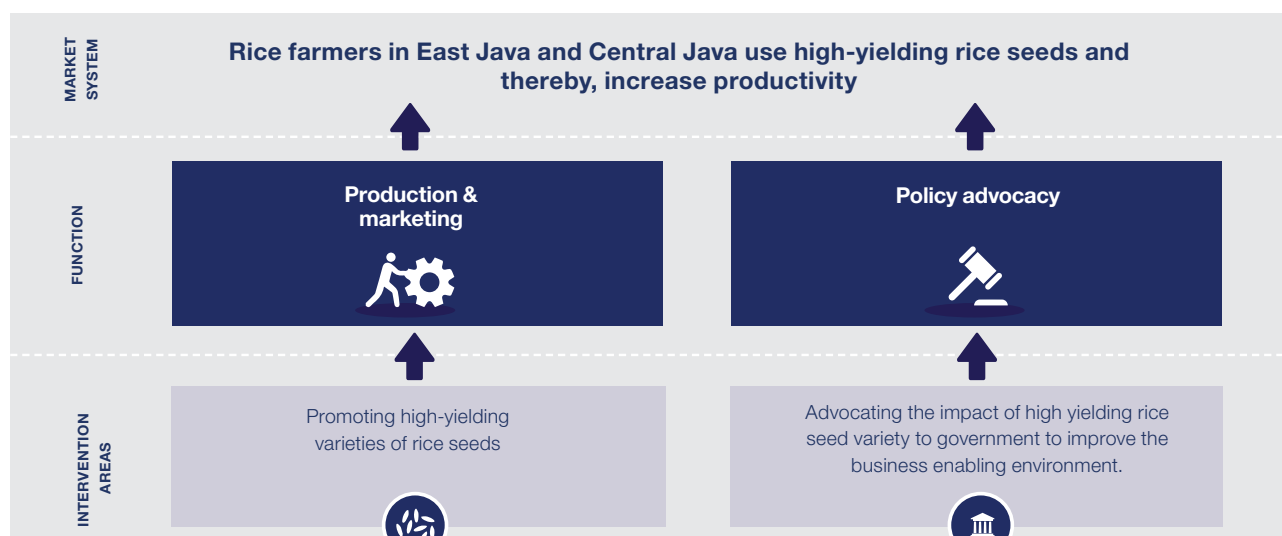 MARKET
SYSTEM
Rice farmers in East Java and Central Java use high-yielding rice seeds and
thereby, increase productivity
FUNCTION
Production &
marketing
Policy advocacy
INTERVENTION
AREAS
Promoting high-yielding
varieties of rice seeds
Advocating the impact of high yielding rice
seed variety to government to improve the
business enabling environment.